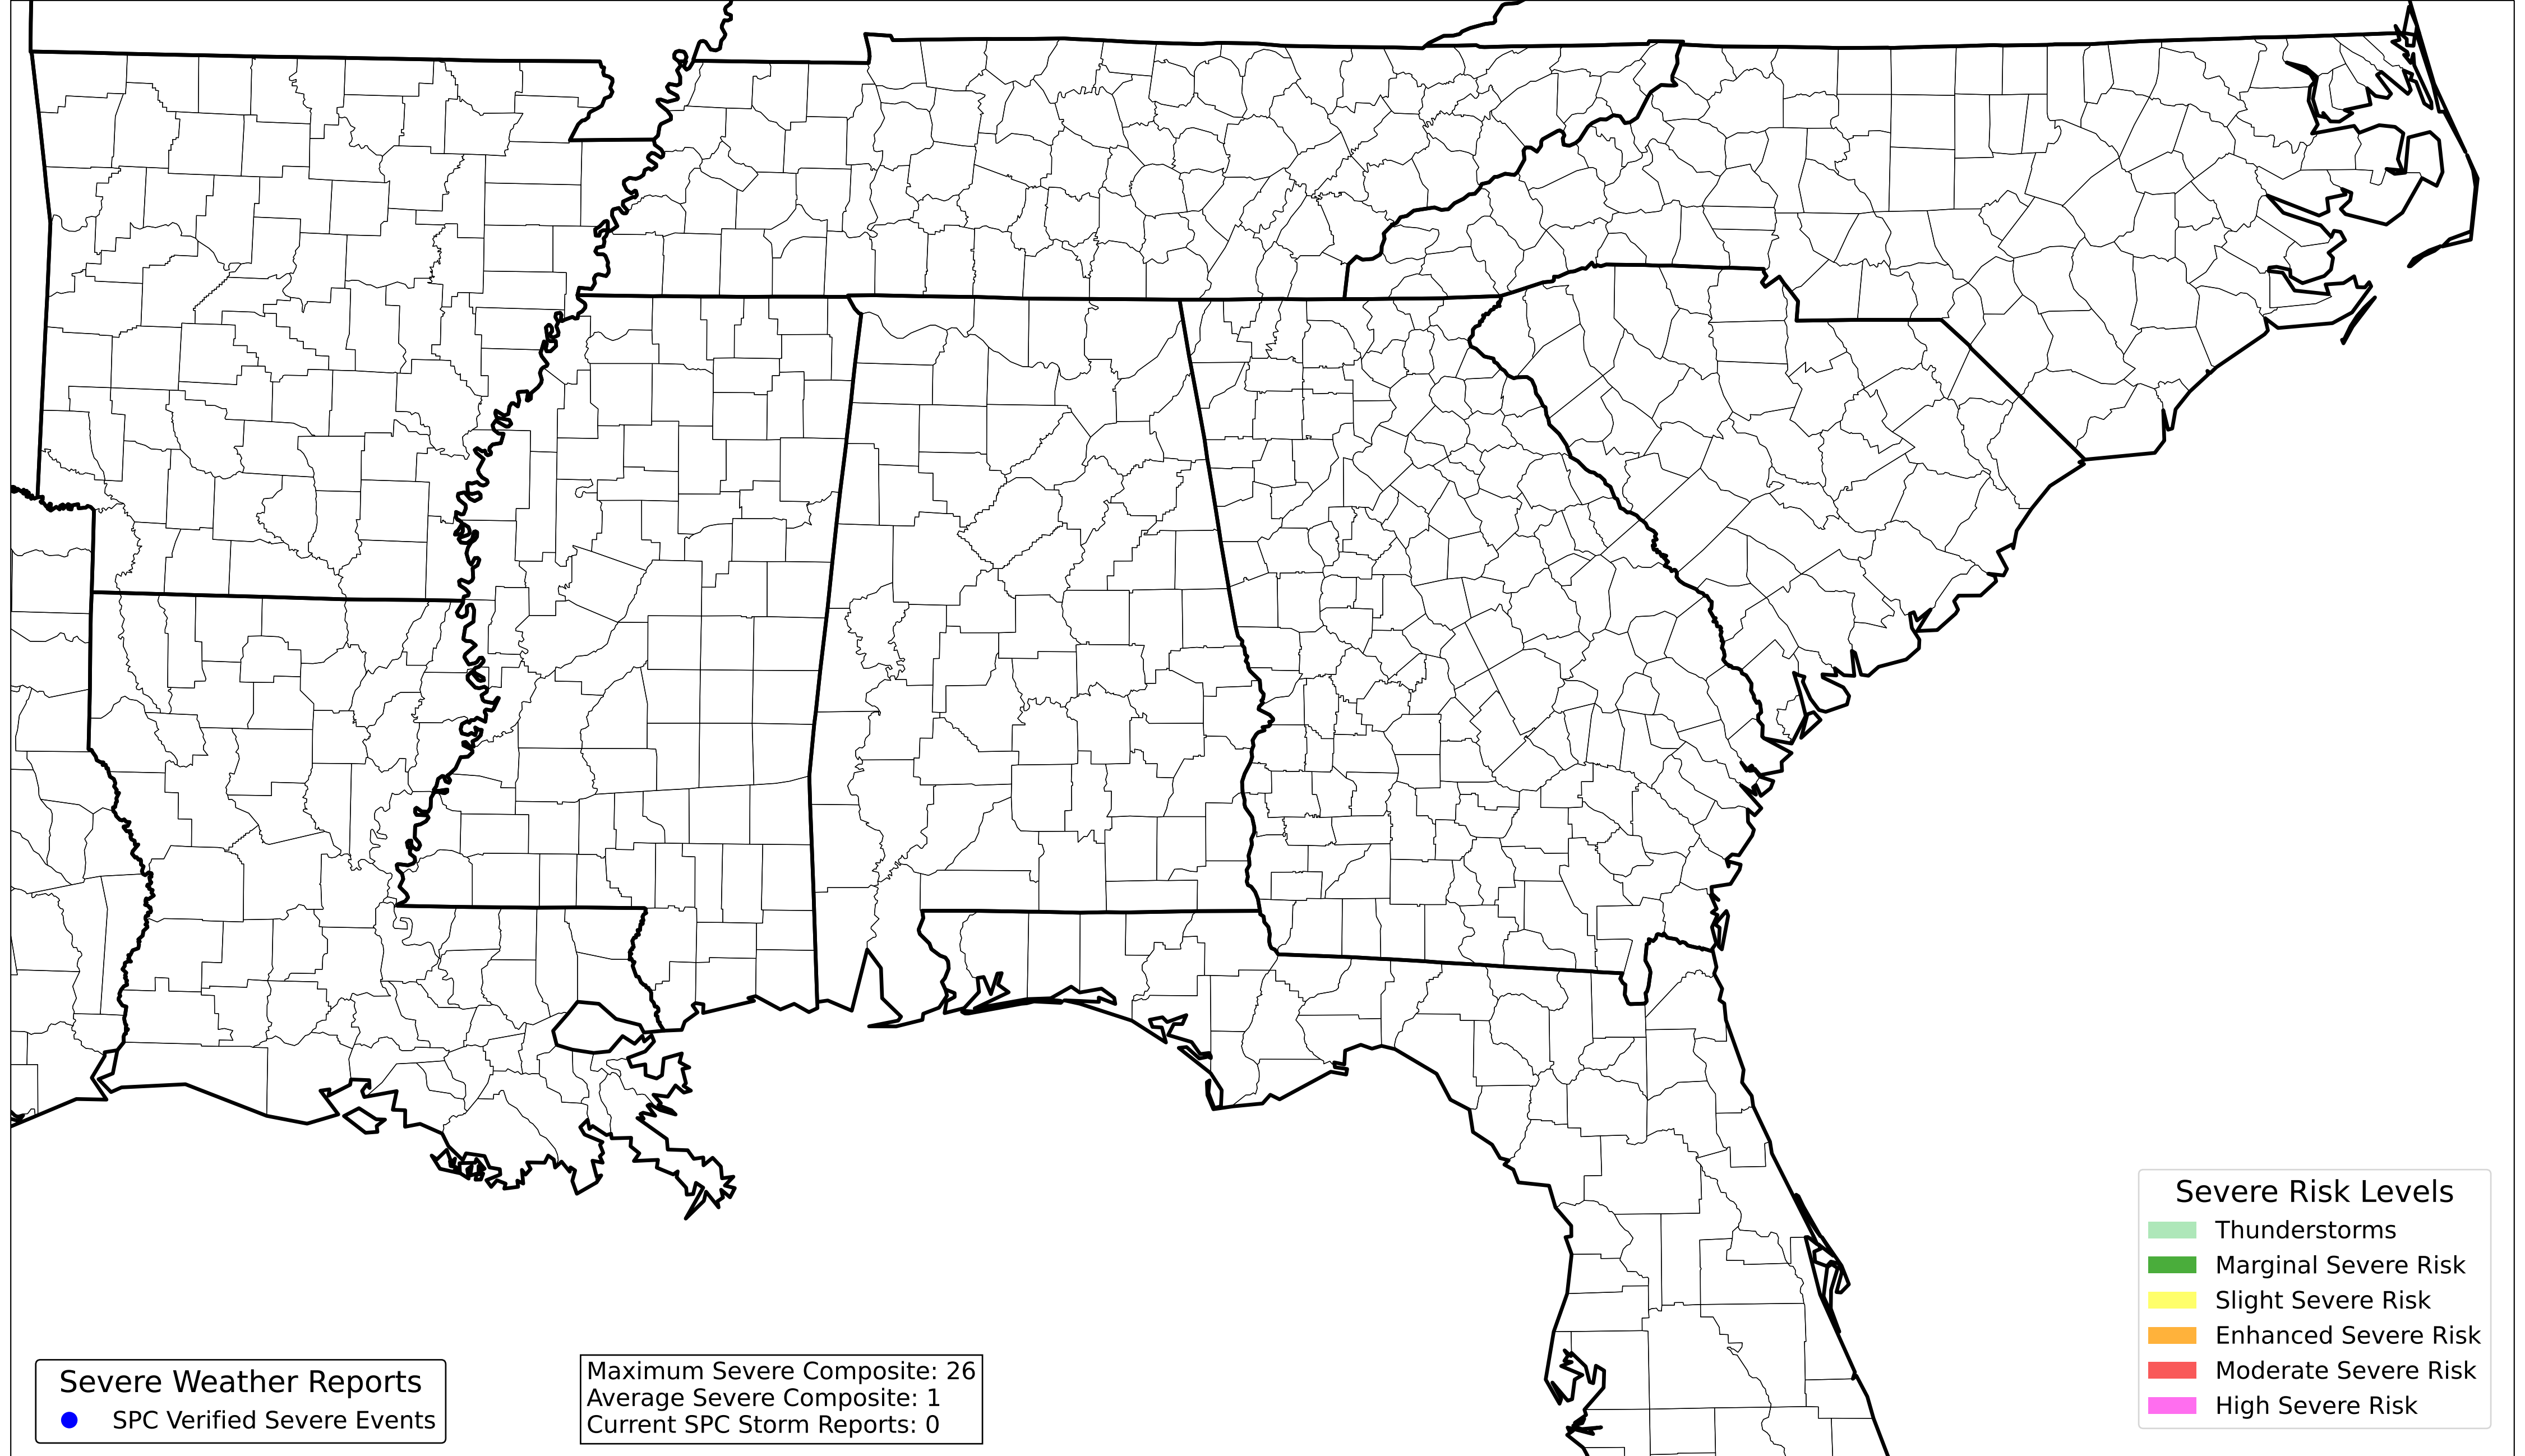 Severe Weather Reports
SPC Verified Severe Events
Maximum Severe Composite: 26
Average Severe Composite: 1
Current SPC Storm Reports: 0
Severe Risk Levels
Thunderstorms
Marginal Severe Risk
Slight Severe Risk
Enhanced Severe Risk
Moderate Severe Risk
High Severe Risk